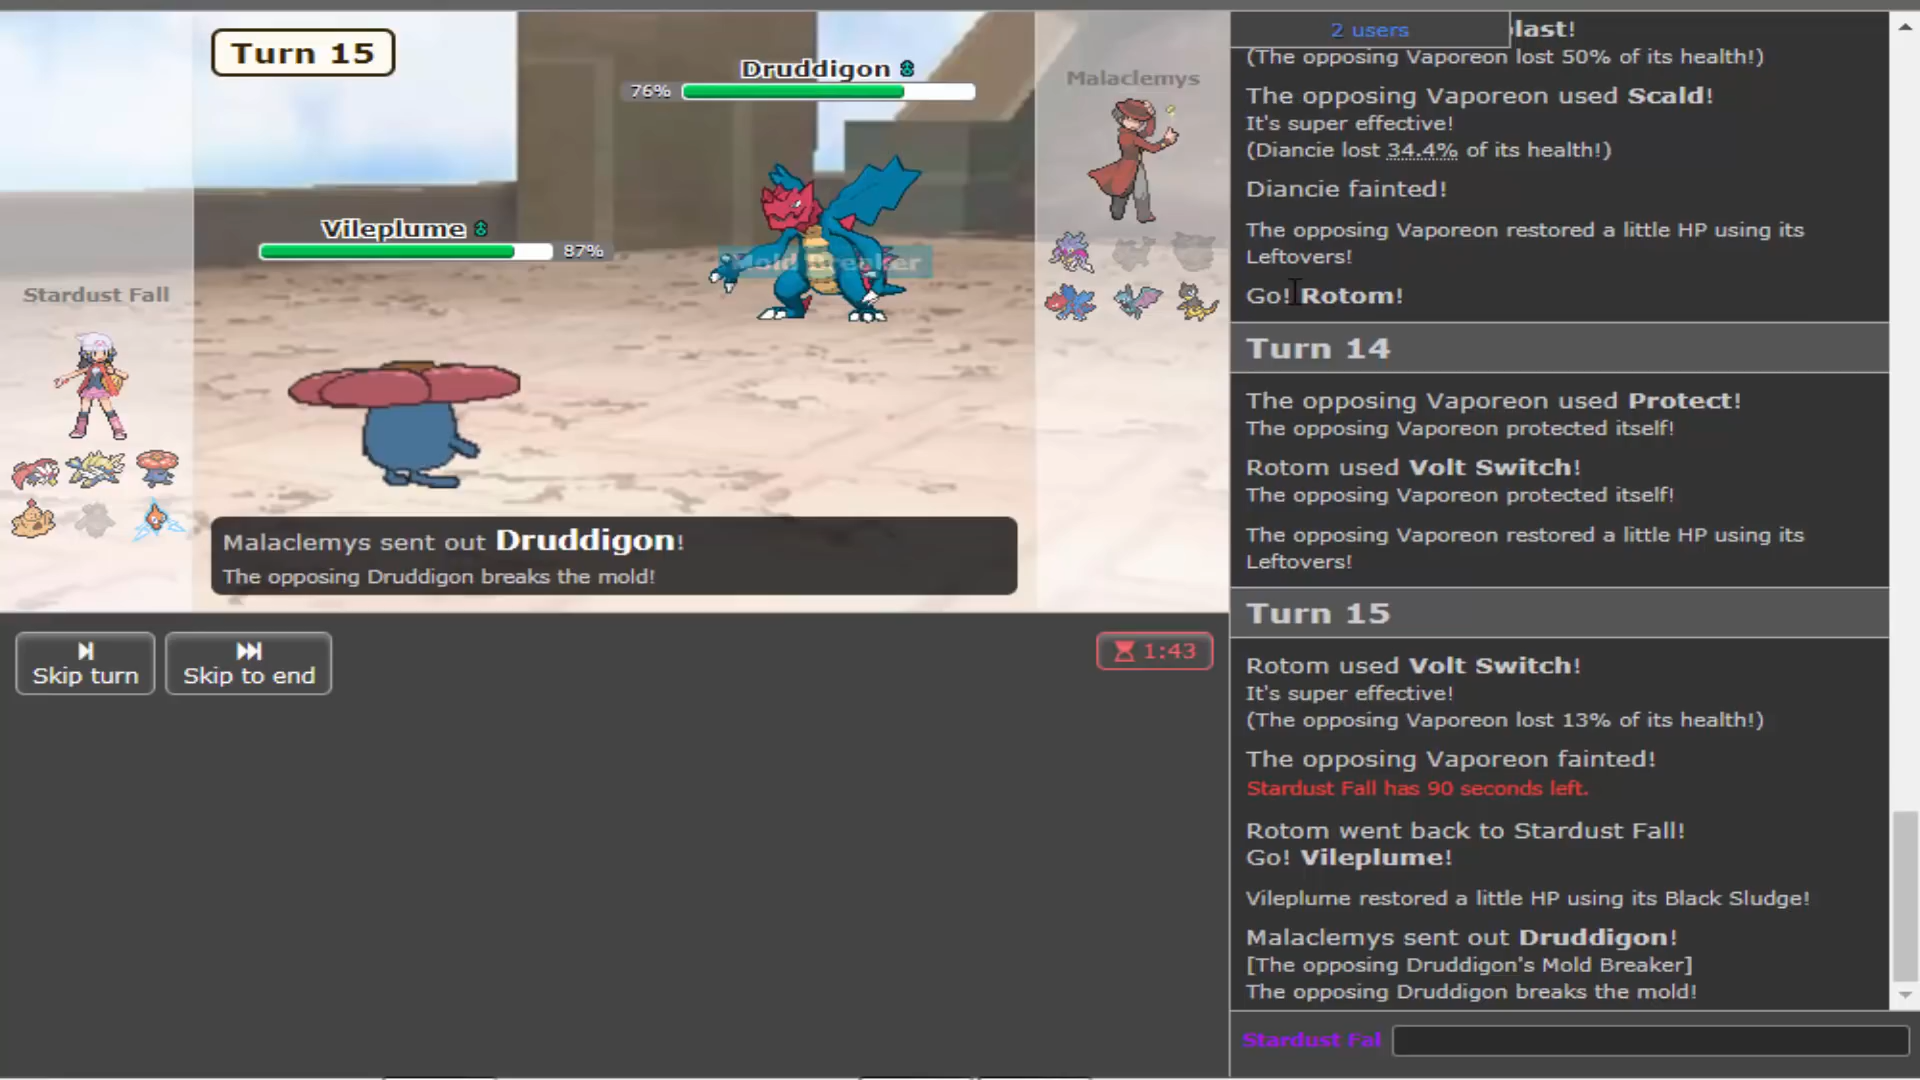 Turn 15
Druddigon
76%
Malaclemys
Vileplume
87%
Mold Breaker
Stardust Fall
Malaclemys sent out Druddigon!
The opposing Druddigon breaks the mold!
Skip turn
Skip to end
1:43
2 users
last!
(The opposing Vaporeon lost 50% of its health!)
The opposing Vaporeon used Scald!
It's super effective!
(Diancie lost 34.4% of its health!)
Diancie fainted!
The opposing Vaporeon restored a little HP using its
Leftovers!
Go! Rotom!
Turn 14
The opposing Vaporeon used Protect!
The opposing Vaporeon protected itself!
Rotom used Volt Switch!
The opposing Vaporeon protected itself!
The opposing Vaporeon restored a little HP using its
Leftovers!
Turn 15
Rotom used Volt Switch!
It's super effective!
(The opposing Vaporeon lost 13% of its health!)
The opposing Vaporeon fainted!
Stardust Fall has 90 seconds left.
Rotom went back to Stardust Fall!
Go! Vileplume!
Vileplume restored a little HP using its Black Sludge!
Malaclemys sent out Druddigon!
[The opposing Druddigon's Mold Breaker]
The opposing Druddigon breaks the mold!
Stardust Fal